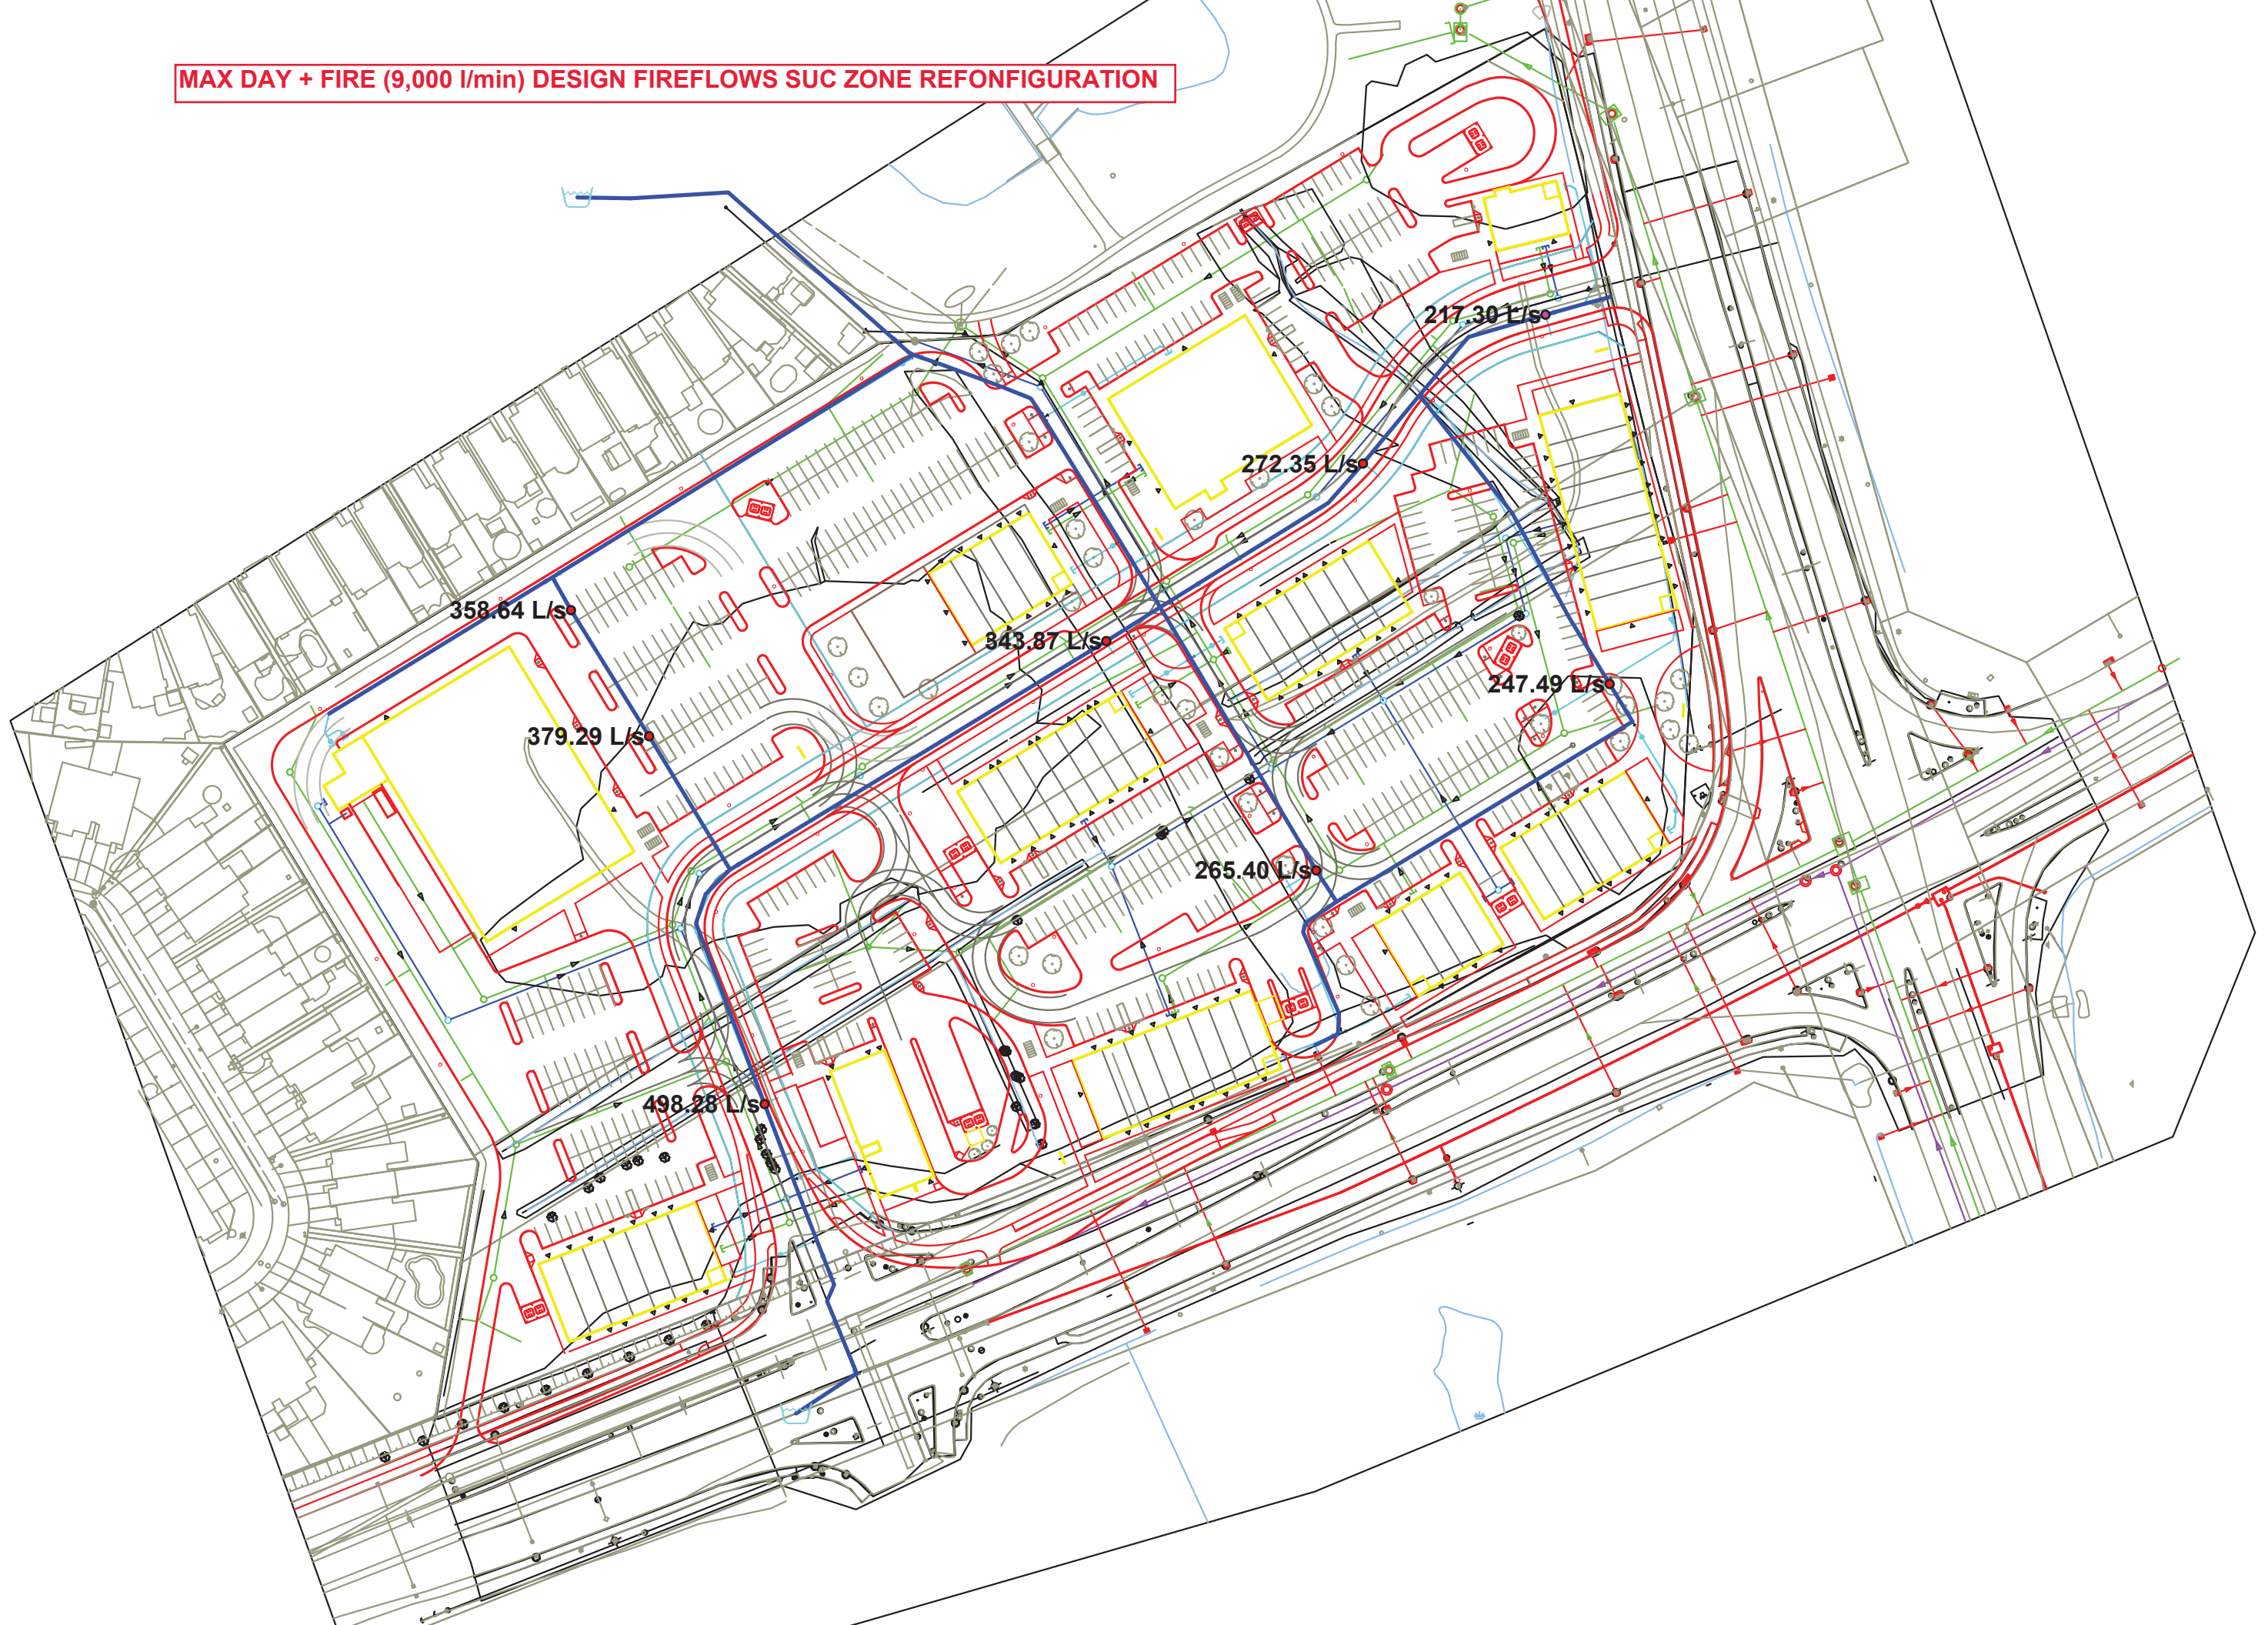 MAX DAY + FIRE (9,000 l/min) DESIGN FIREFLOWS SUC ZONE REFONFIGURATION
217.30 L/s
272.35 L/s
358.64 L/s
343.87 L/s
247.49 L/s
379.29 L/s
265.40 L/s
498.28 L/s